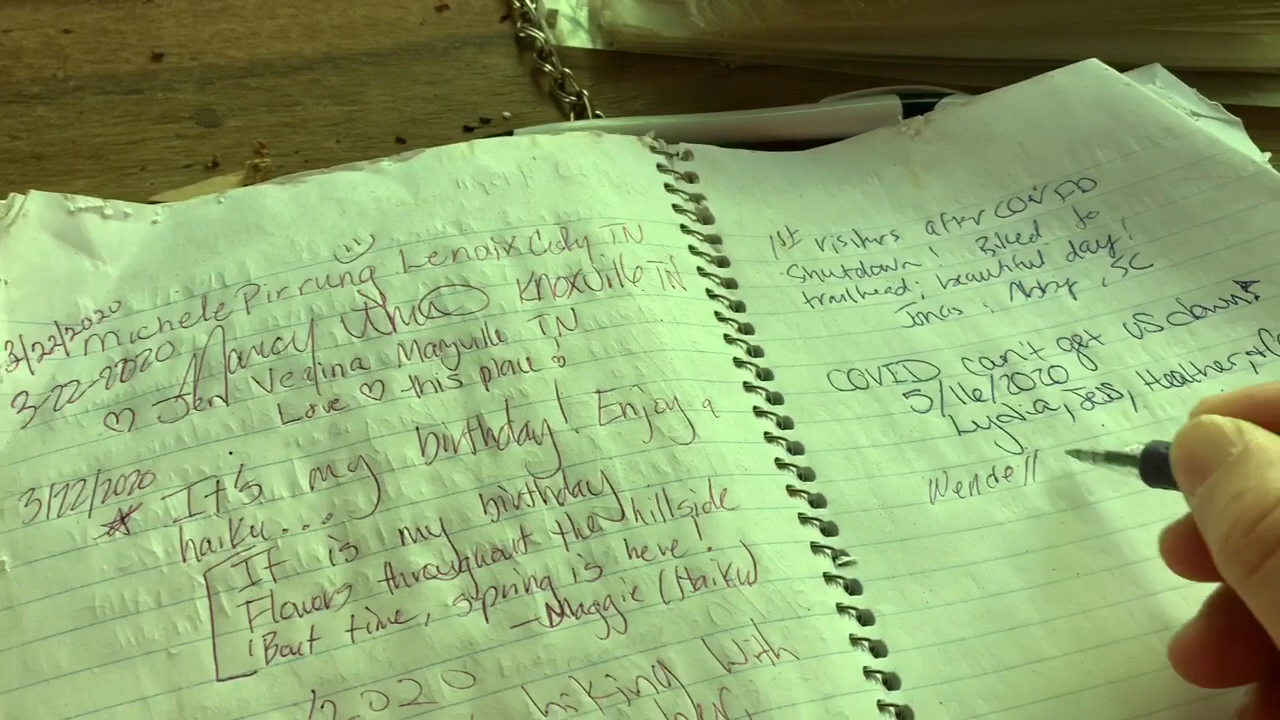 3/22/2020 Michele Pirrung Lenoix City TN
3-22-2020 Nancy Knoxville TN
♡ Jen Vedina Maryville TN
Love ♡ this place!
3/22/2020 It's my birthday! Enjoy a
haiku...
It is my birthday
Flowers throughout the hillside
'Bout time, spring is here!
- Maggie (Haiku)
/2020 hiking with
1st visitors after COVID
Shutdown! Biked to
trailhead; beautiful day!
Jonas & Abby, SC
COVID can't get us down!
5/16/2020
Lydia, Jess, Heather, +
Wendell